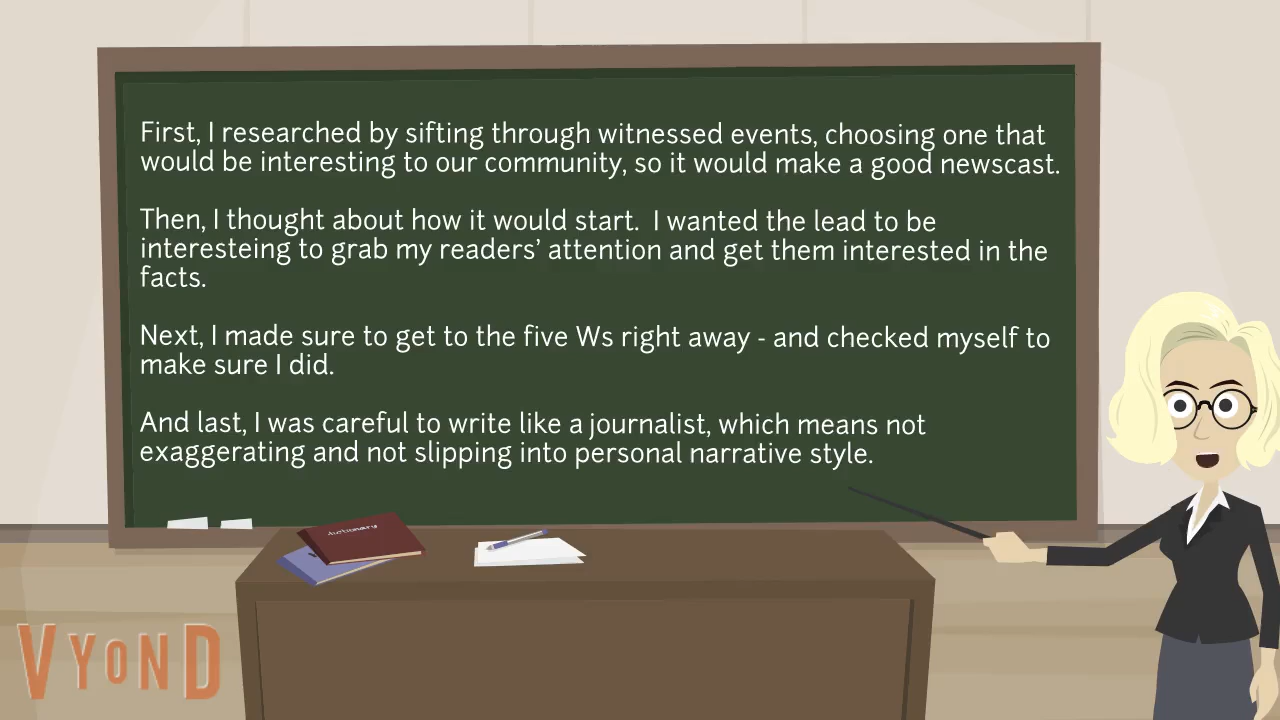 First, I researched by sifting through witnessed events, choosing one that
would be interesting to our community, so it would make a good newscast.
Then, I thought about how it would start.  I wanted the lead to be
interesteing to grab my readers’ attention and get them interested in the
facts.
Next, I made sure to get to the five Ws right away - and checked myself to
make sure I did.
And last, I was careful to write like a journalist, which means not
exaggerating and not slipping into personal narrative style.
dictionary
VYOND